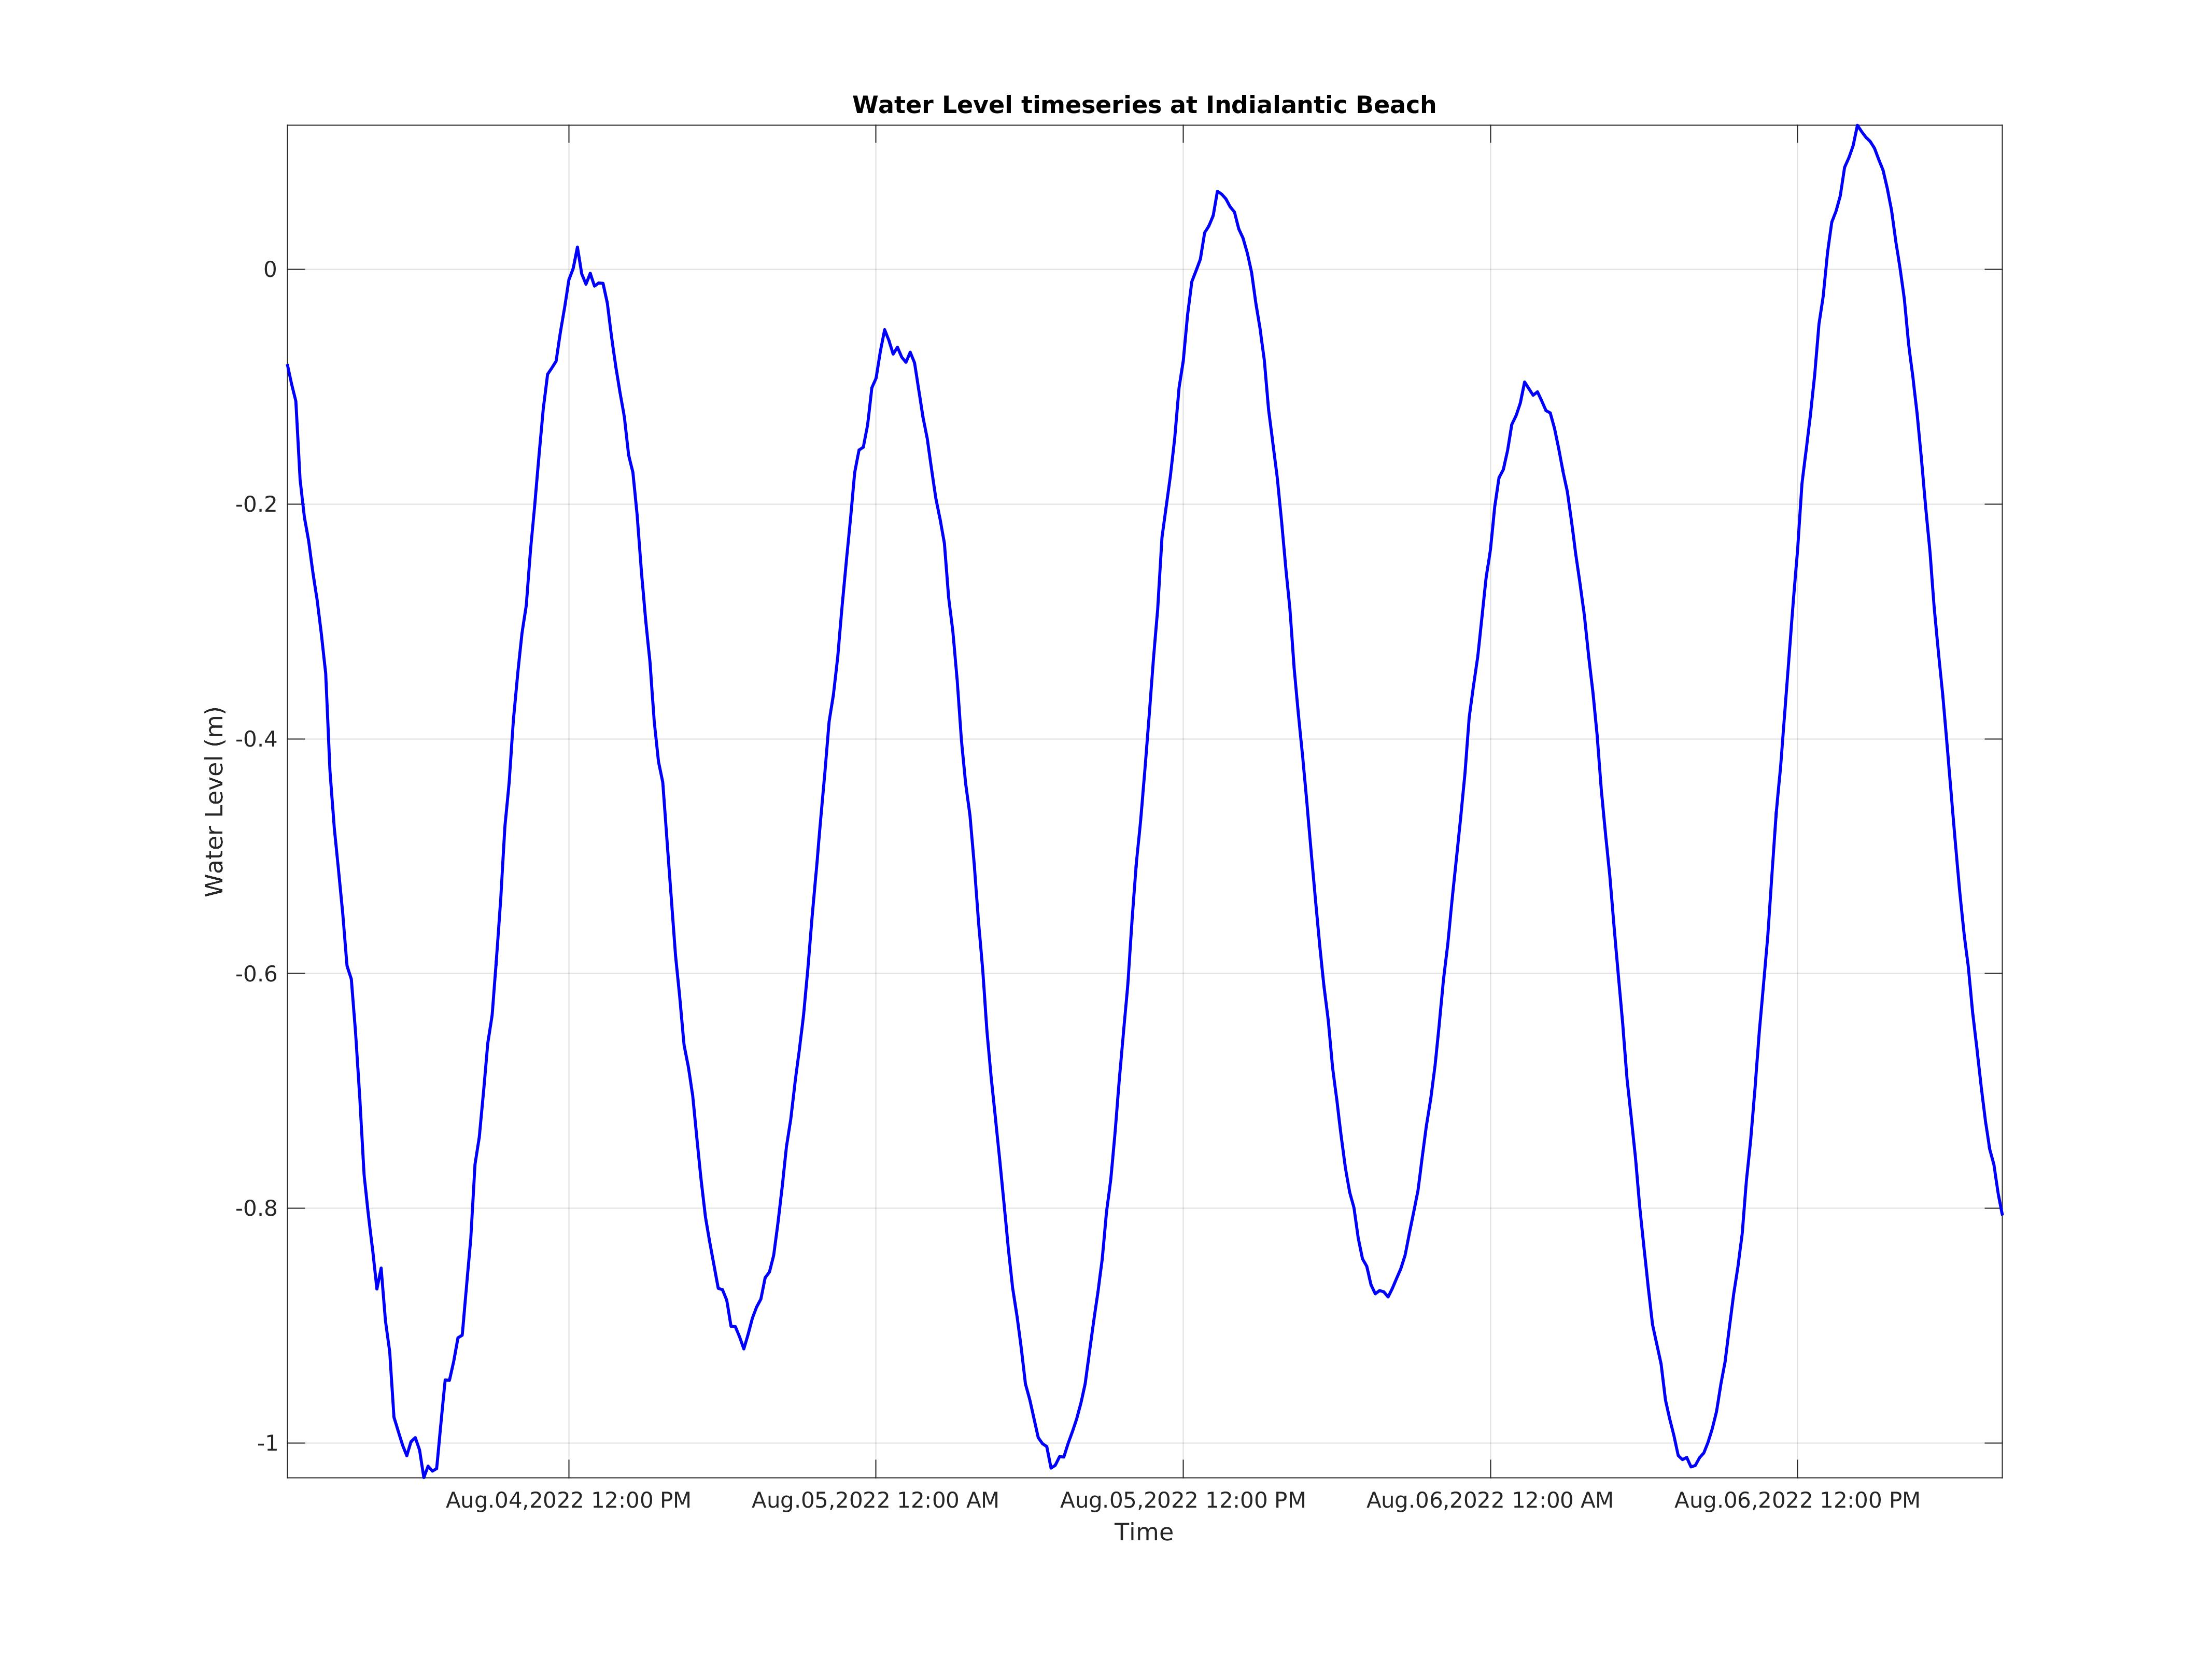 Water Level timeseries at Indialantic Beach
0
-0.2
-0.4
-0.6
-0.8
-1
Water Level (m)
Aug.04,2022 12:00 PM Aug.05,2022 12:00 AM Aug.05,2022 12:00 PM Aug.06,2022 12:00 AM Aug.06,2022 12:00 PM
Time